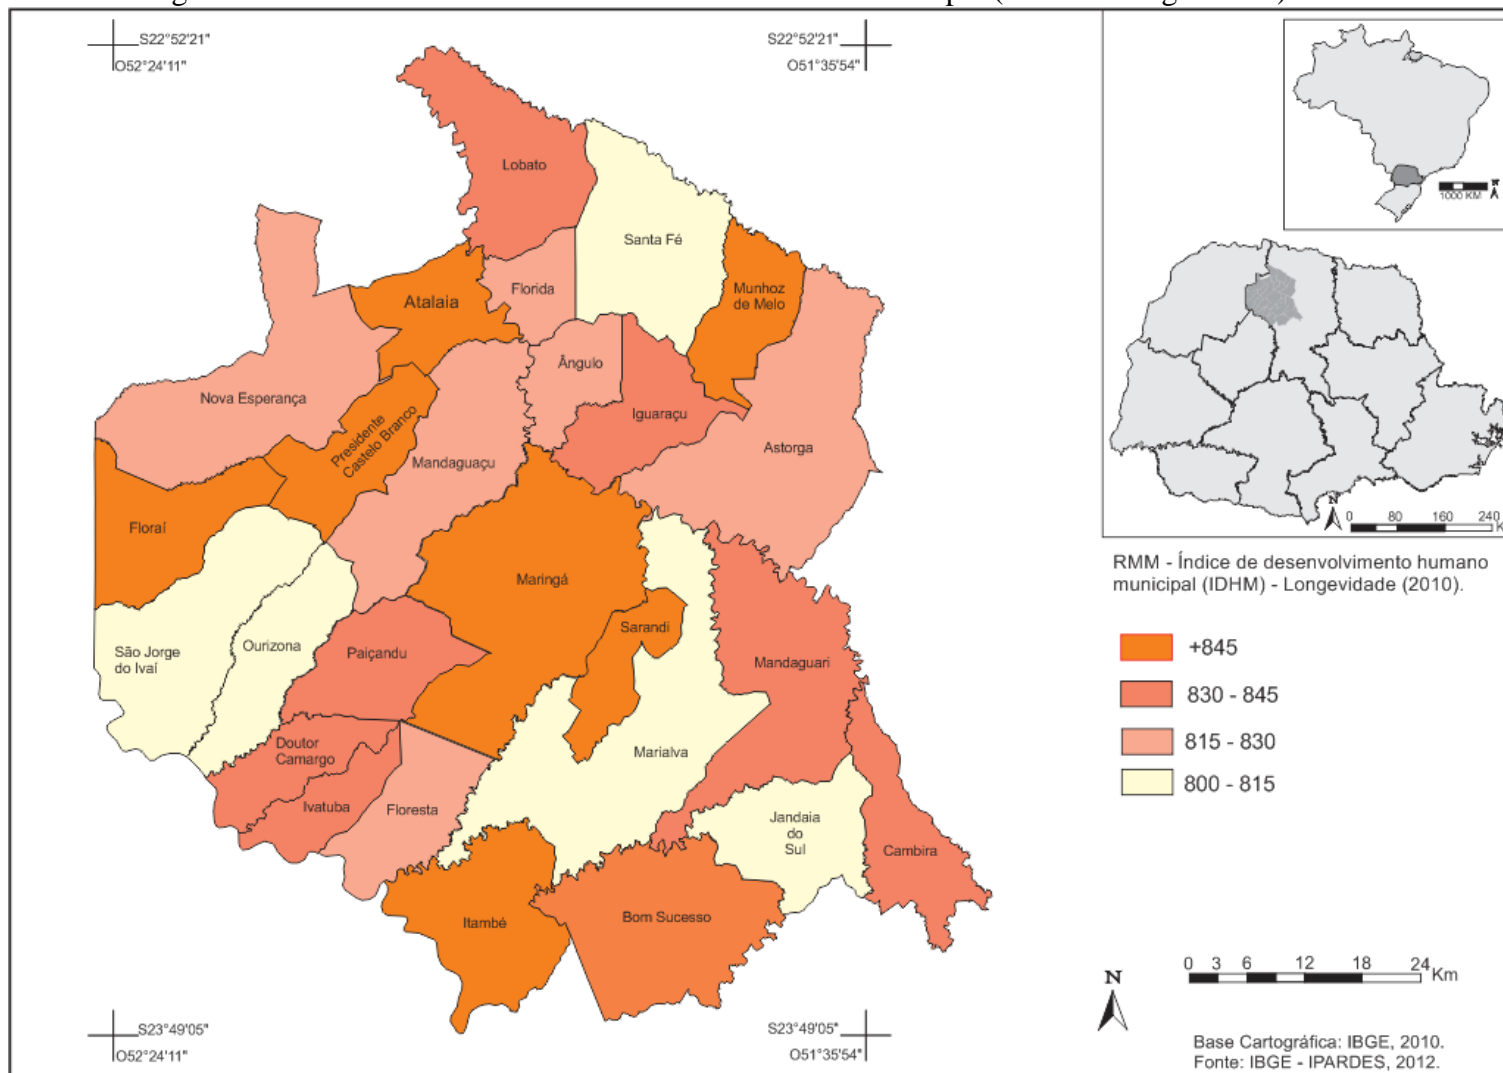 S22°52'21"
O52°24'11"
S22°52'21"
O51°35'54"
Lobato
Santa Fé
Florida
Munhoz
de Melo
Atalaia
Ângulo
Nova Esperança
Iguaraçu
Presidente
Castelo Branco
Mandaguaçu
Astorga
Floraí
Maringá
Sarandi
Ourizona
São Jorge
do Ivaí
Paiçandu
Mandaguari
Doutor
Camargo
Marialva
Ivatuba
Floresta
Jandaia
do
Sul
Cambira
Itambé
Bom Sucesso
S23°49'05"
O52°24'11"
S23°49'05"
O51°35'54"
1000 KM
N
0 80 160 240
RMM - Índice de desenvolvimento humano
municipal (IDHM) - Longevidade (2010).
+845
830 - 845
815 - 830
800 - 815
N
0 3 6 12 18 24 Km
Base Cartográfica: IBGE, 2010.
Fonte: IBGE - IPARDES, 2012.